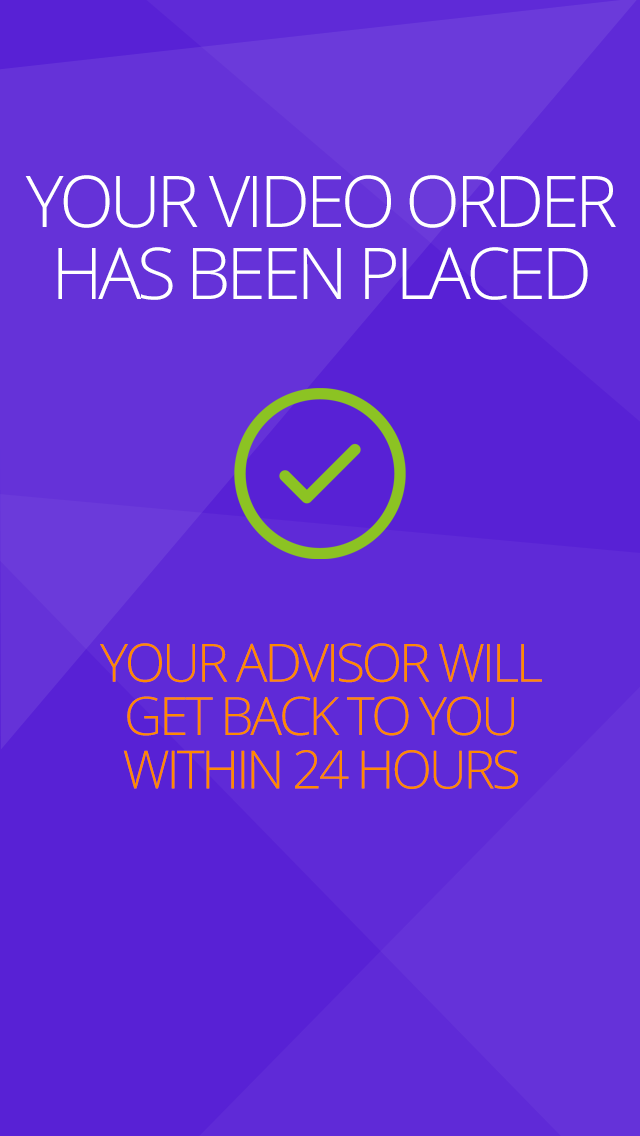 YOUR VIDEO ORDER
HAS BEEN PLACED
YOUR ADVISOR WILL
GET BACK TO YOU
WITHIN 24 HOURS